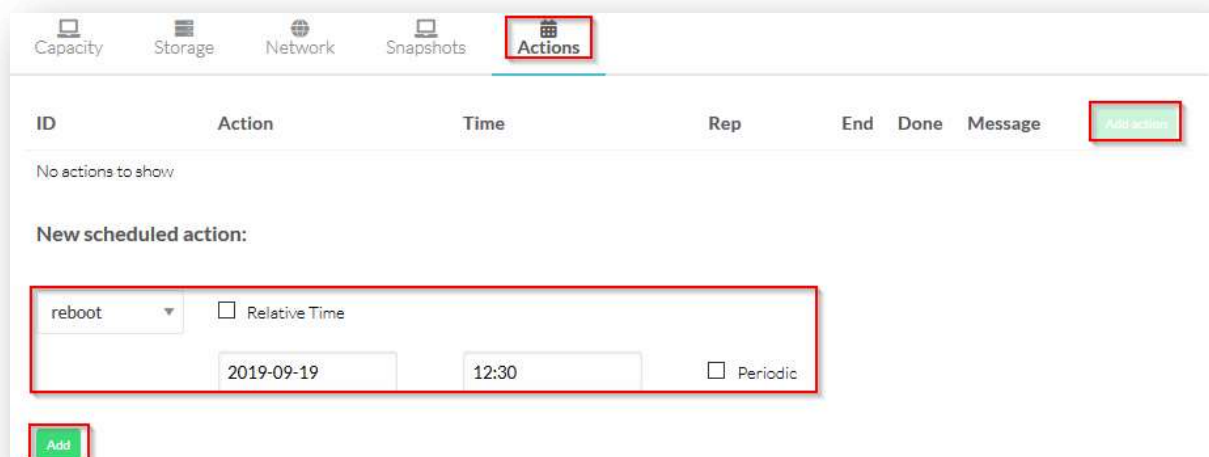 Capacity Storage Network Snapshots Actions
ID Action Time Rep End Done Message Add action
No actions to show
New scheduled action:
reboot Relative Time
2019-09-19 12:30 Periodic
Add